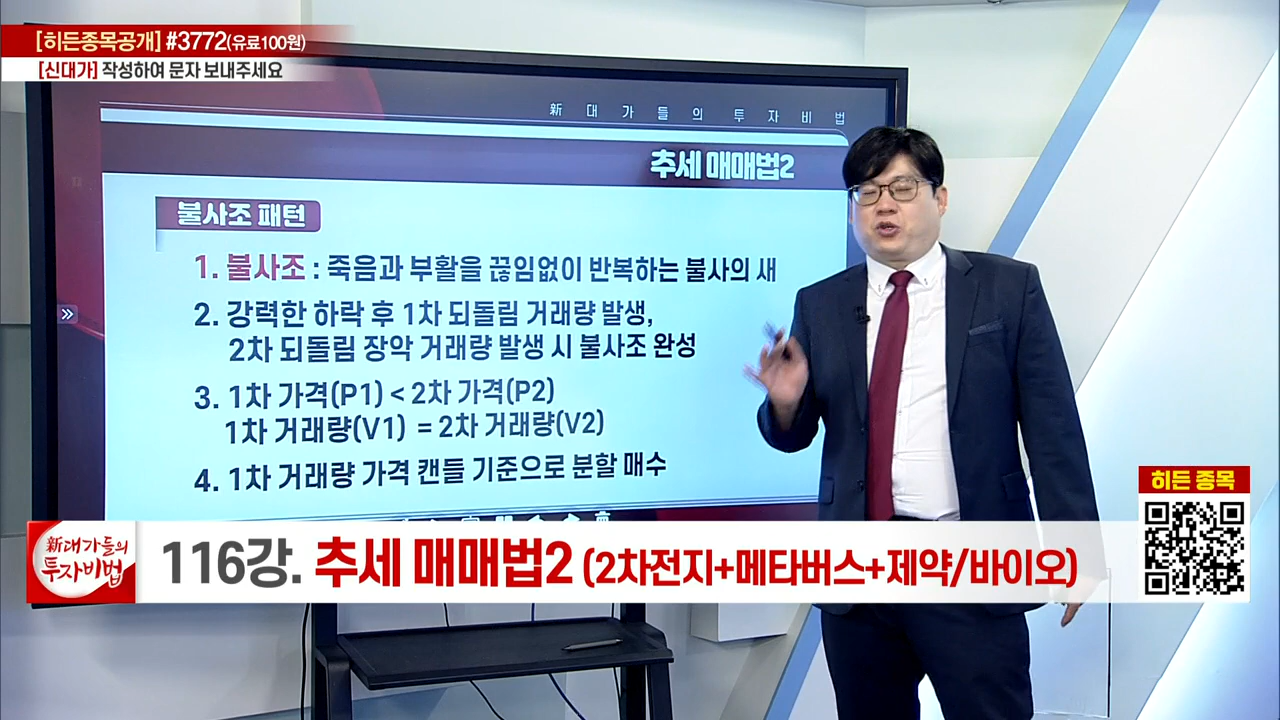 [히든종목공개] #3772(유료100원)
[신대가] 작성하여 문자 보내주세요
新 대 가 들 의 투 자 비 법
추세 매매법2
불사조 패턴
1. 불사조 : 죽음과 부활을 끊임없이 반복하는 불사의 새
2. 강력한 하락 후 1차 되돌림 거래량 발생,
2차 되돌림 장악 거래량 발생 시 불사조 완성
3. 1차 가격(P1) < 2차 가격(P2)
1차 거래량(V1) = 2차 거래량(V2)
4. 1차 거래량 가격 캔들 기준으로 분할 매수
히든 종목
新대가들의
투자비법
116강. 추세 매매법2 (2차전지+메타버스+제약/바이오)